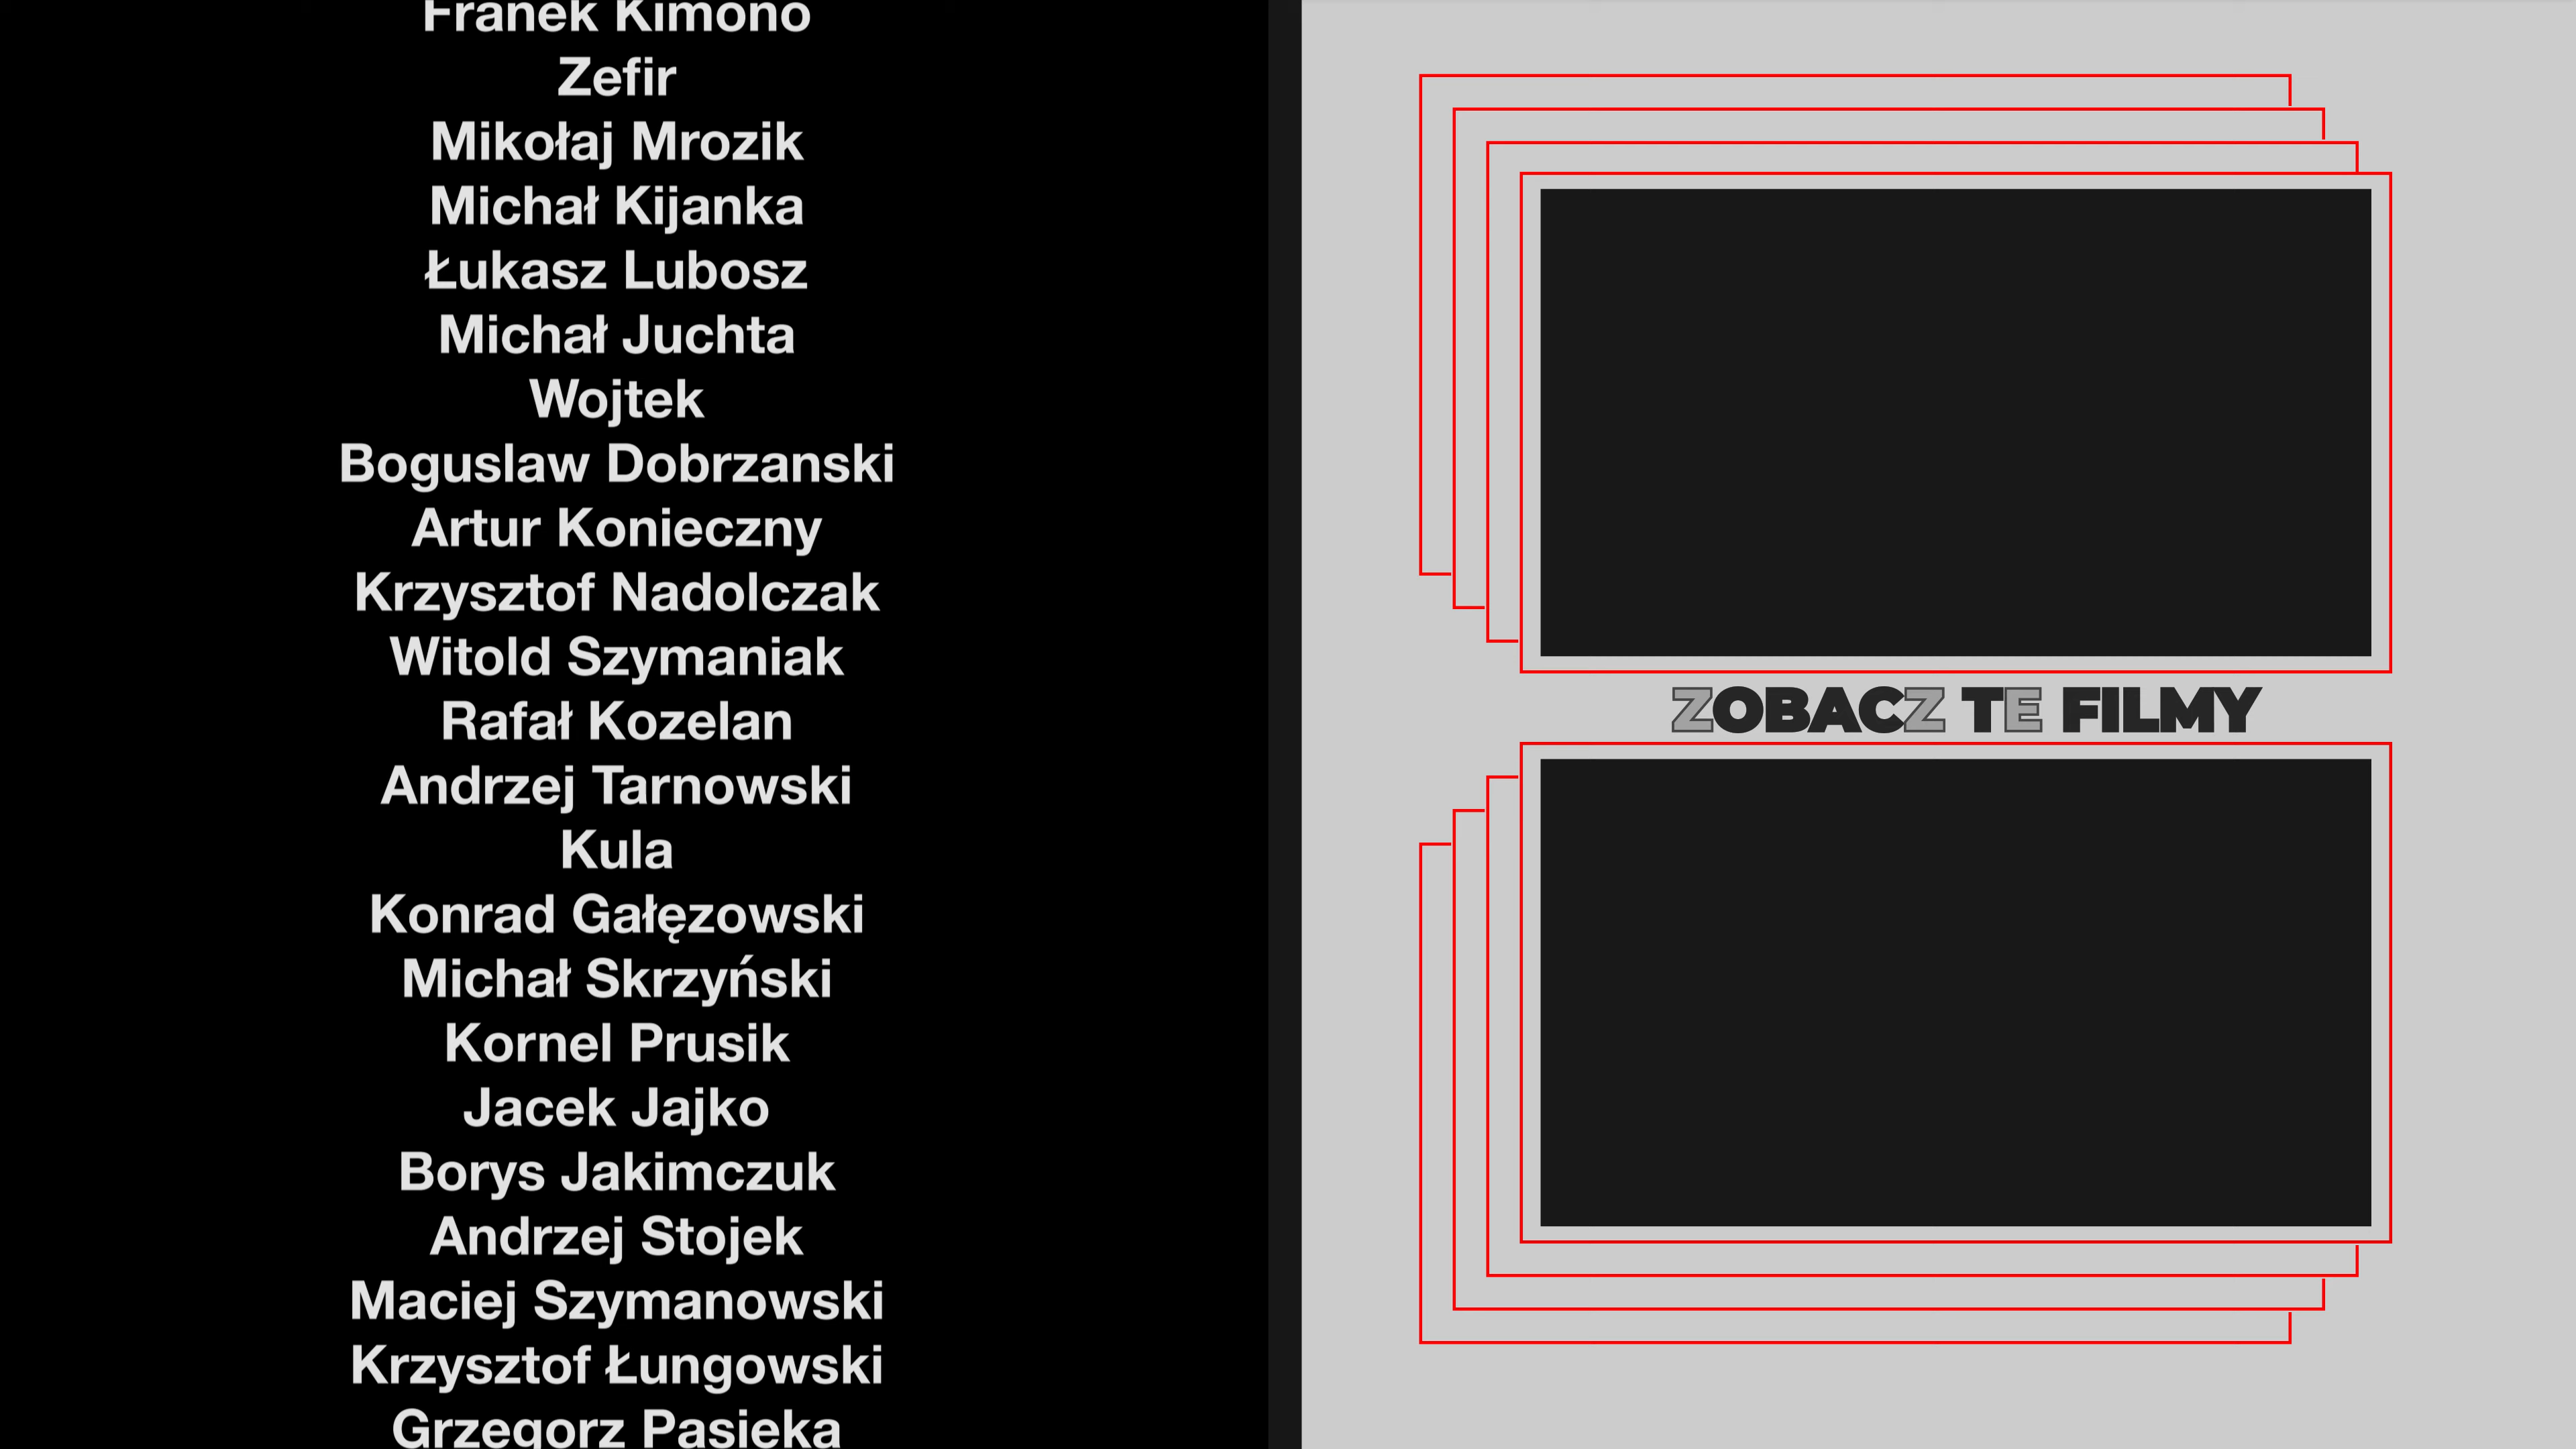 Franek Kimono
Zefir
Mikołaj Mrozik
Michał Kijanka
Łukasz Lubosz
Michał Juchta
Wojtek
Boguslaw Dobrzanski
Artur Konieczny
Krzysztof Nadolczak
Witold Szymaniak
Rafał Kozelan
Andrzej Tarnowski
Kula
Konrad Gałęzowski
Michał Skrzyński
Kornel Prusik
Jacek Jajko
Borys Jakimczuk
Andrzej Stojek
Maciej Szymanowski
Krzysztof Łungowski
Grzegorz Pasieka
ZOBACZ TE FILMY